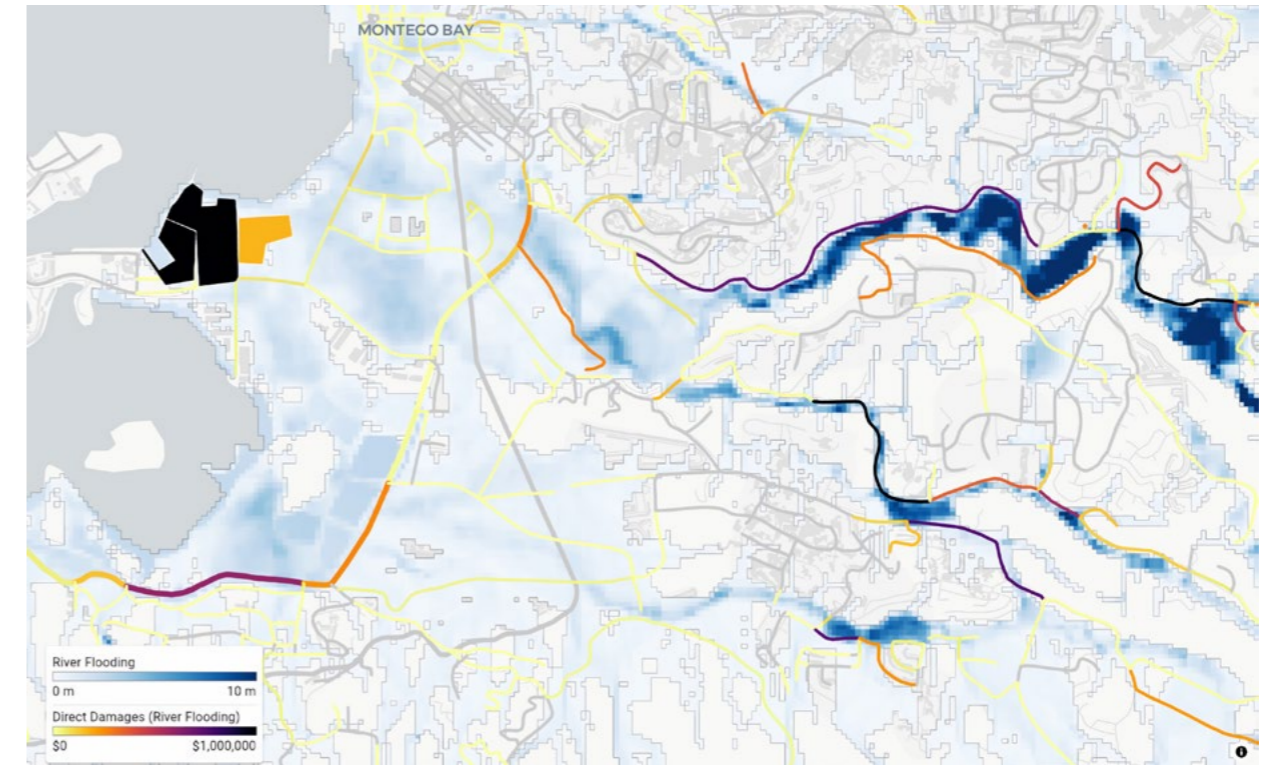 MONTEGO BAY
River Flooding
0 m 10 m
Direct Damages (River Flooding)
$0 $1,000,000